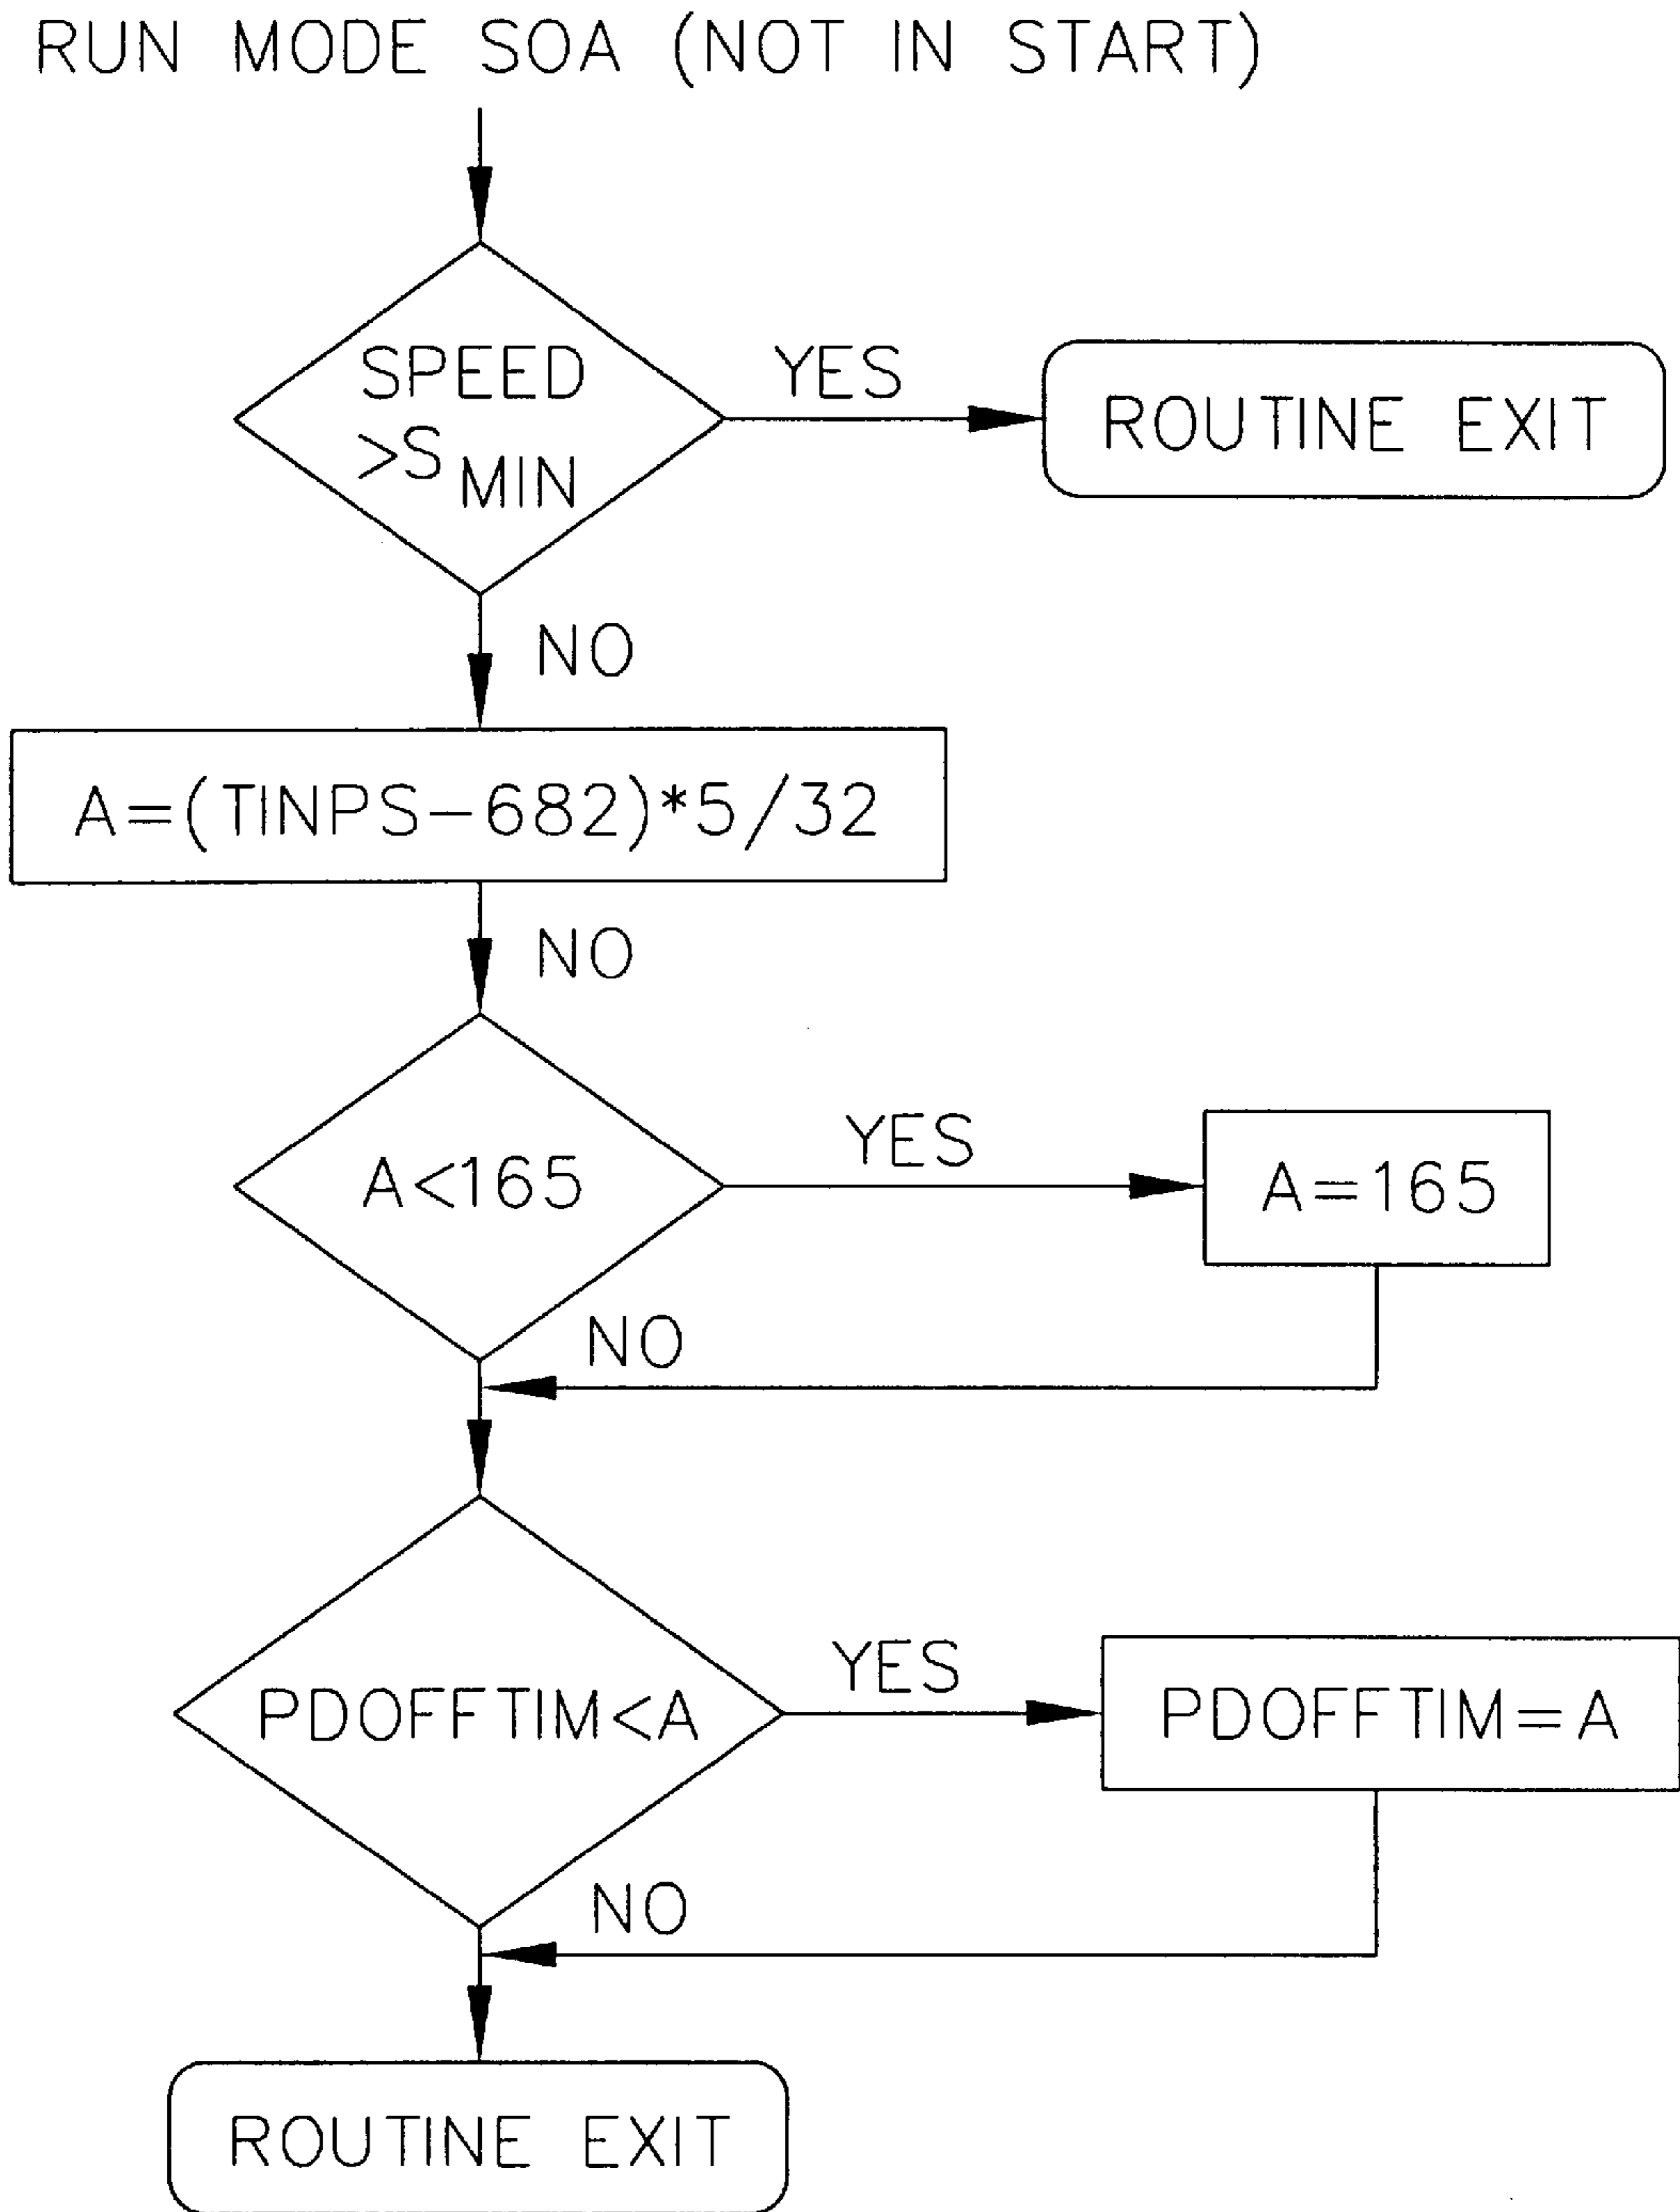 RUN MODE SOA (NOT IN START)
SPEED
>S MIN
YES
ROUTINE EXIT
NO
A=(TINPS-682)*5/32
NO
A<165
YES
A=165
NO
PDOFFTIM<A
YES
PDOFFTIM=A
NO
ROUTINE EXIT